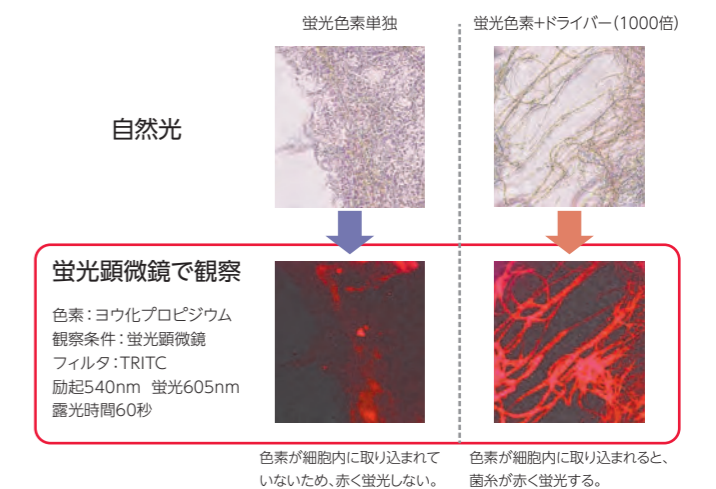 蛍光色素単独
蛍光色素+ドライバー(1000倍)
自然光
蛍光顕微鏡で観察
色素:ヨウ化プロピジウム
観察条件:蛍光顕微鏡
フィルタ:TRITC
励起540nm 蛍光605nm
露光時間60秒
色素が細胞内に取り込まれて
いないため、赤く蛍光しない。
色素が細胞内に取り込まれると、
菌糸が赤く蛍光する。